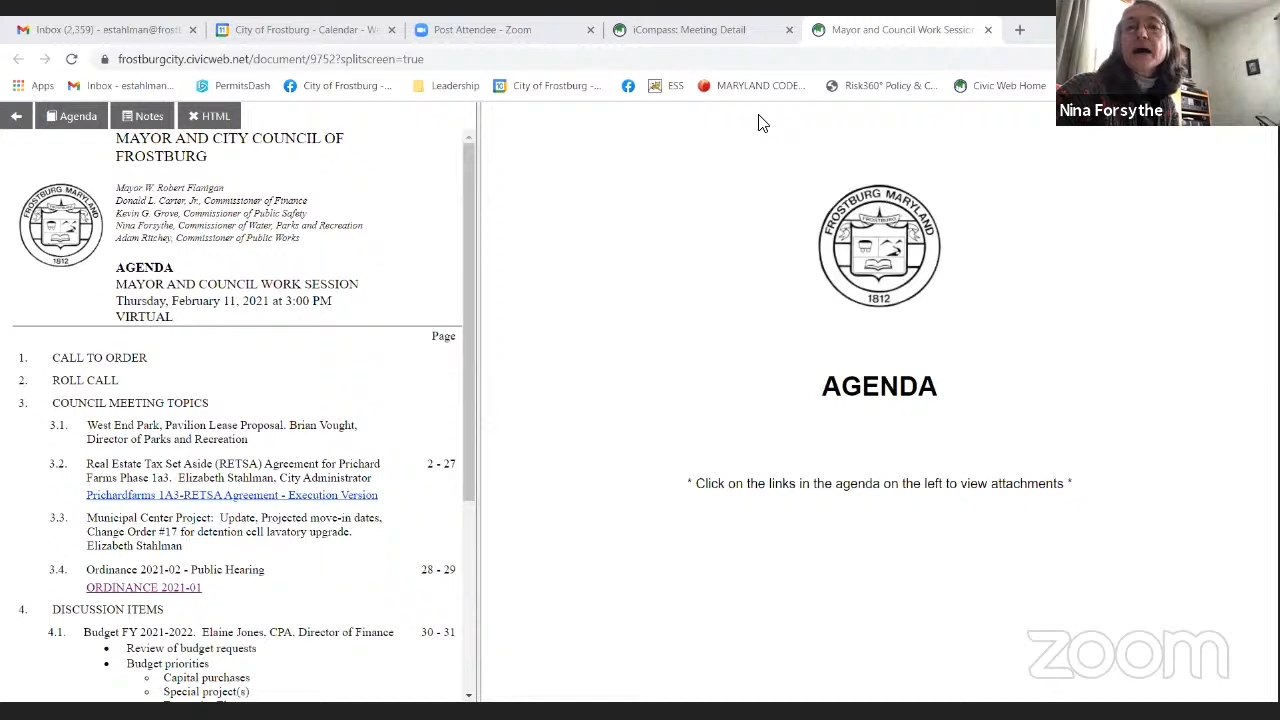 Inbox (2,359) - estahlman@frost
City of Frostburg - Calendar - W
Post Attendee - Zoom
iCompass: Meeting Detail
Mayor and Council Work Session
frostburgcity.civicweb.net/document/9752?splitscreen=true
Apps
Inbox - estahlman...
PermitsDash
City of Frostburg -...
Leadership
City of Frostburg -...
ESS
MARYLAND CODE...
Risk360° Policy & C...
Civic Web Home
Nina Forsythe
Agenda
Notes
HTML
MAYOR AND CITY COUNCIL OF
FROSTBURG
Mayor W. Robert Flanigan
Donald L. Carter, Jr., Commissioner of Finance
Kevin G. Grove, Commissioner of Public Safety
Nina Forsythe, Commissioner of Water, Parks and Recreation
Adam Ritchey, Commissioner of Public Works
FROSTBURG MARYLAND
FROSTBURG
1812
AGENDA
MAYOR AND COUNCIL WORK SESSION
Thursday, February 11, 2021 at 3:00 PM
VIRTUAL
Page
1. CALL TO ORDER
2. ROLL CALL
3. COUNCIL MEETING TOPICS
3.1. West End Park, Pavilion Lease Proposal. Brian Vought,
Director of Parks and Recreation
3.2. Real Estate Tax Set Aside (RETSA) Agreement for Prichard 2 - 27
Farms Phase 1a3. Elizabeth Stahlman, City Administrator
Prichardfarms 1A3-RETSA Agreement - Execution Version
3.3. Municipal Center Project: Update, Projected move-in dates,
Change Order #17 for detention cell lavatory upgrade.
Elizabeth Stahlman
3.4. Ordinance 2021-02 - Public Hearing 28 - 29
ORDINANCE 2021-01
4. DISCUSSION ITEMS
4.1. Budget FY 2021-2022. Elaine Jones, CPA, Director of Finance 30 - 31
• Review of budget requests
• Budget priorities
○ Capital purchases
○ Special project(s)
FROSTBURG MARYLAND
FROSTBURG
1812
AGENDA
* Click on the links in the agenda on the left to view attachments *
zoom